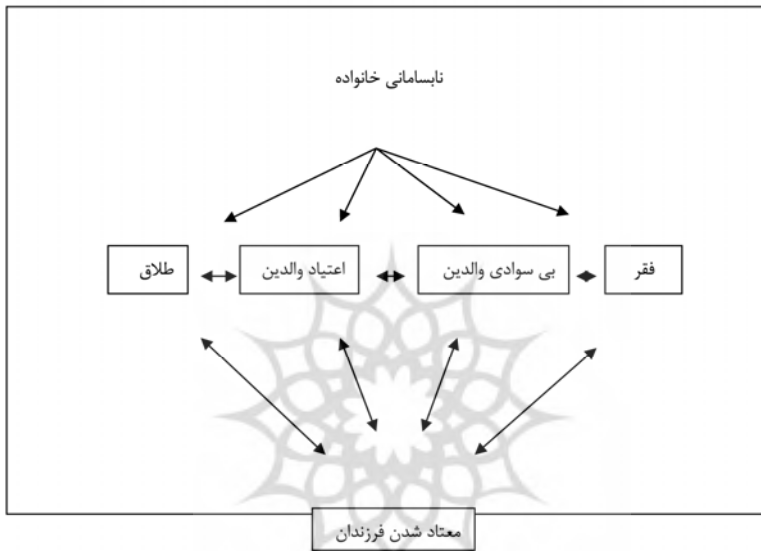 نابسامانی خانواده
فقر
بی سوادی والدین
اعتیاد والدین
طلاق
معتاد شدن فرزندان